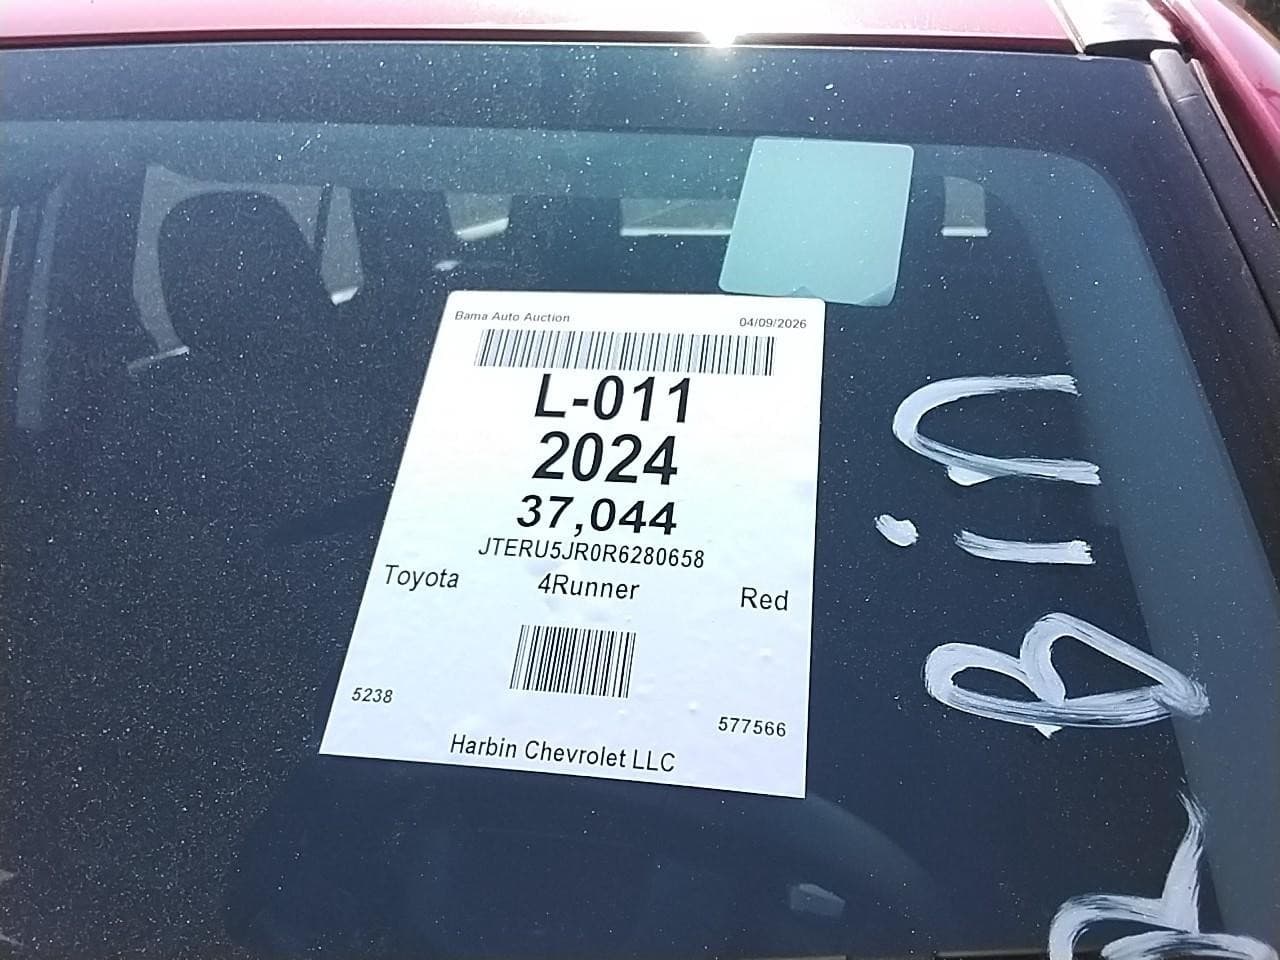 Bama Auto Auction 04/09/2026
L-011
2024
37,044
JTERU5JR0R6280658
Toyota 4Runner Red
5238 577566
Harbin Chevrolet LLC